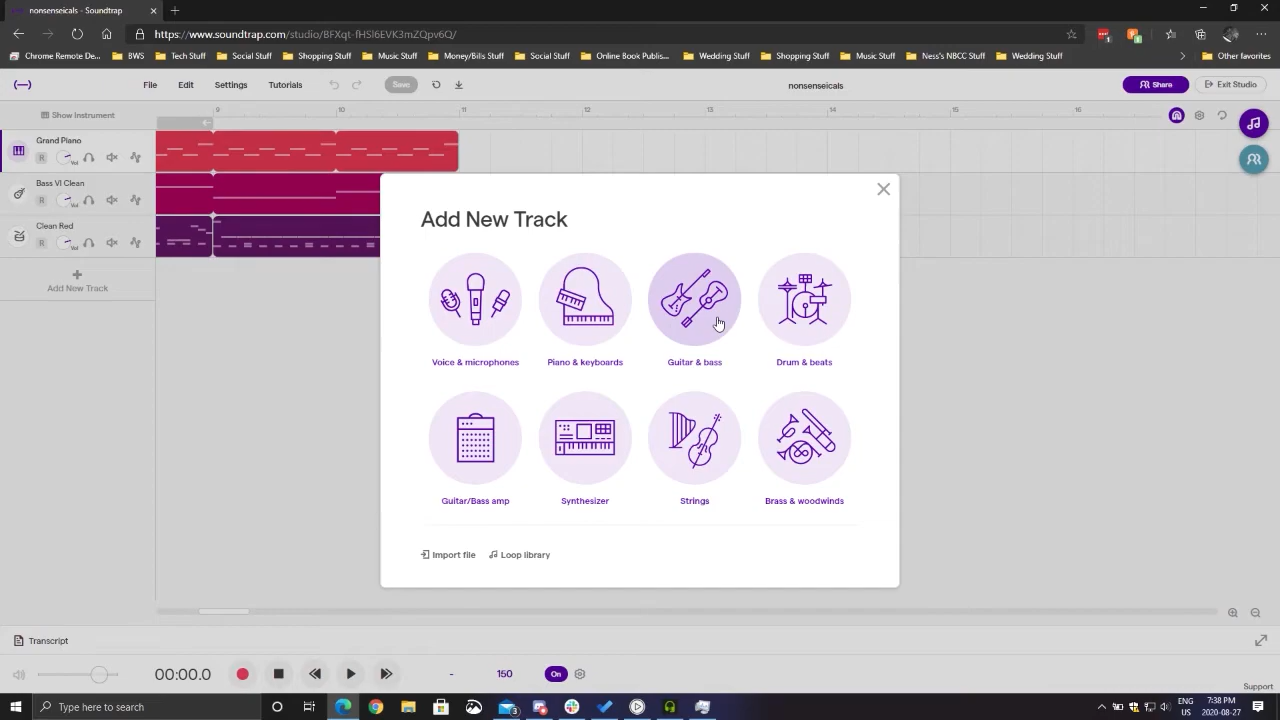 nonsenseicals - Soundtrap
https://www.soundtrap.com/studio/BFXqt-fHSl6EVK3mZQpv6Q/
Chrome Remote De...
BWS
Tech Stuff
Social Stuff
Shopping Stuff
Music Stuff
Social Stuff
Online Book Public...
Wedding Stuff
Shopping Stuff
Music Stuff
Ness's NBCC Stuff
Wedding Stuff
Other favorites
File
Edit
Settings
Tutorials
Save
nonsenseicals
Share
Exit Studio
Show Instrument
9
10
11
12
13
14
15
16
Grand Piano
R
Vol
Bass VI Clean
R
Vol
Clean Red
R
Vol
Add New Track
Add New Track
Voice & microphones
Piano & keyboards
Guitar & bass
Drum & beats
Guitar/Bass amp
Synthesizer
Strings
Brass & woodwinds
Import file
Loop library
Transcript
00:00.0
-
150
On
Support
Type here to search
3
ENG
US
7:38 PM
2020-08-27